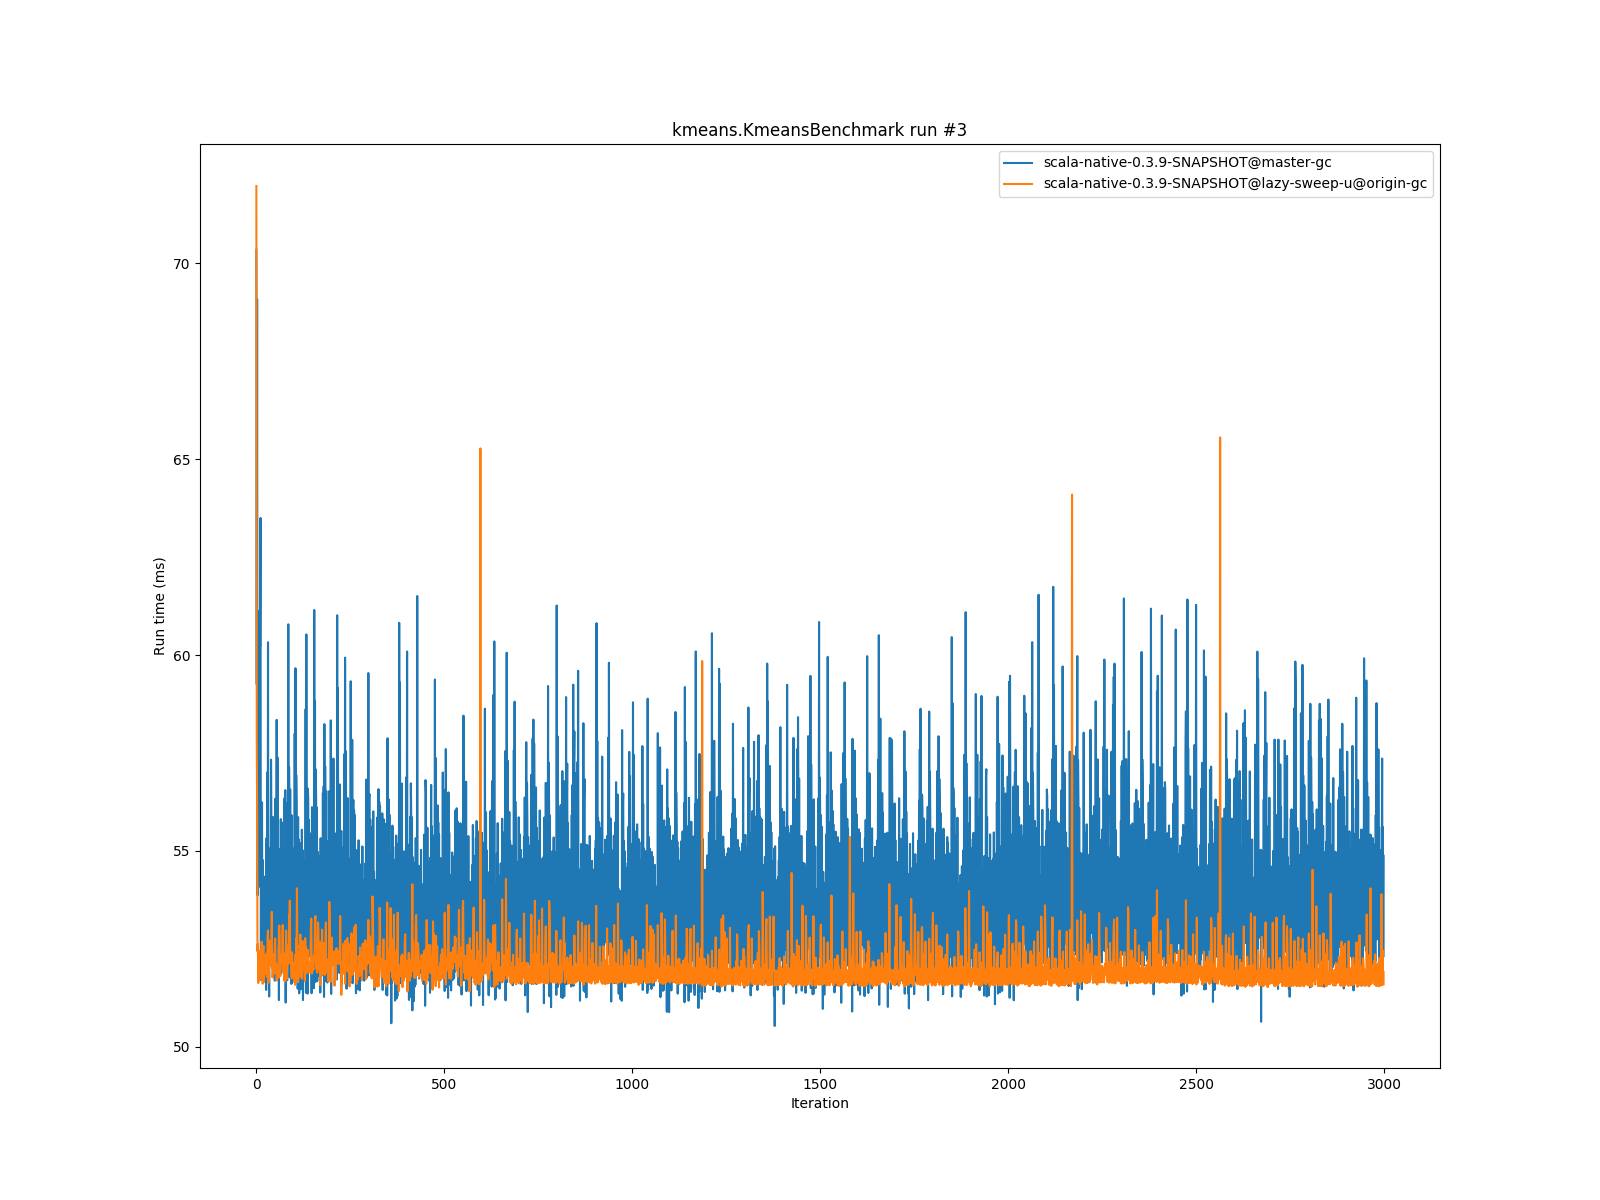 kmeans.KmeansBenchmark run #3
scala-native-0.3.9-SNAPSHOT@master-gc
scala-native-0.3.9-SNAPSHOT@lazy-sweep-u@origin-gc
70
65
60
55
50
Run time (ms)
0 500 1000 1500 2000 2500 3000
Iteration